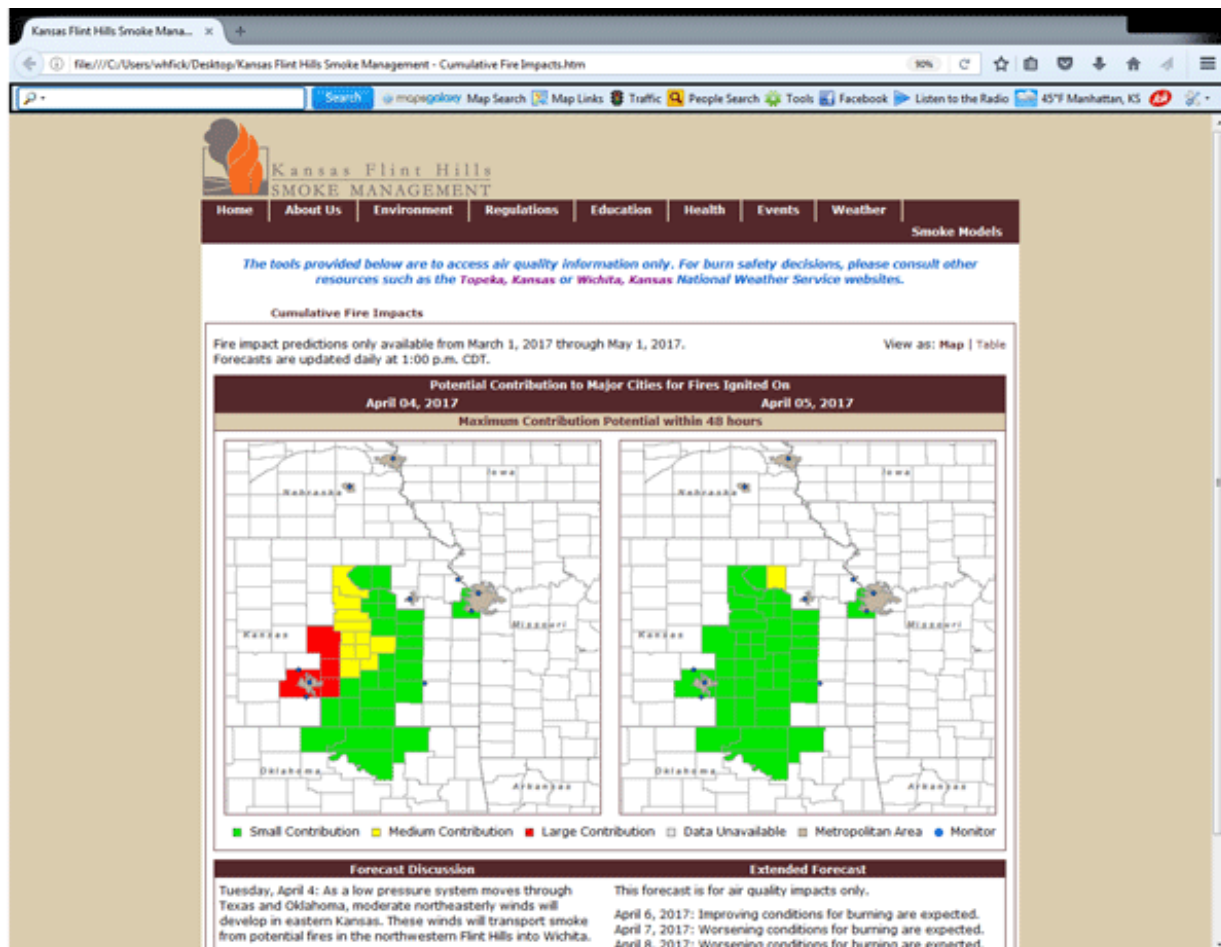 Kansas Flint Hills Smoke Mana...
file:///C:/Users/whfick/Desktop/Kansas Flint Hills Smoke Management - Cumulative Fire Impacts.htm
90%
Search
mapsgalaxy Map Search Map Links Traffic People Search Tools Facebook Listen to the Radio 45°F Manhattan, KS
Kansas Flint Hills
SMOKE MANAGEMENT
Home About Us Environment Regulations Education Health Events Weather
Smoke Models
The tools provided below are to access air quality information only. For burn safety decisions, please consult other
resources such as the Topeka, Kansas or Wichita, Kansas National Weather Service websites.
Cumulative Fire Impacts
Fire impact predictions only available from March 1, 2017 through May 1, 2017.
View as: Map | Table
Forecasts are updated daily at 1:00 p.m. CDT.
Potential Contribution to Major Cities for Fires Ignited On
April 04, 2017 April 05, 2017
Maximum Contribution Potential within 48 hours
Iowa
Nebraska
Missouri
Kansas
Oklahoma
Arkansas
Iowa
Nebraska
Missouri
Kansas
Oklahoma
Arkansas
Small Contribution Medium Contribution Large Contribution Data Unavailable Metropolitan Area Monitor
Forecast Discussion
Tuesday, April 4: As a low pressure system moves through
Texas and Oklahoma, moderate northeasterly winds will
develop in eastern Kansas. These winds will transport smoke
from potential fires in the northwestern Flint Hills into Wichita.
Extended Forecast
This forecast is for air quality impacts only.
April 6, 2017: Improving conditions for burning are expected.
April 7, 2017: Worsening conditions for burning are expected.
April 8, 2017: Worsening conditions for burning are expected.